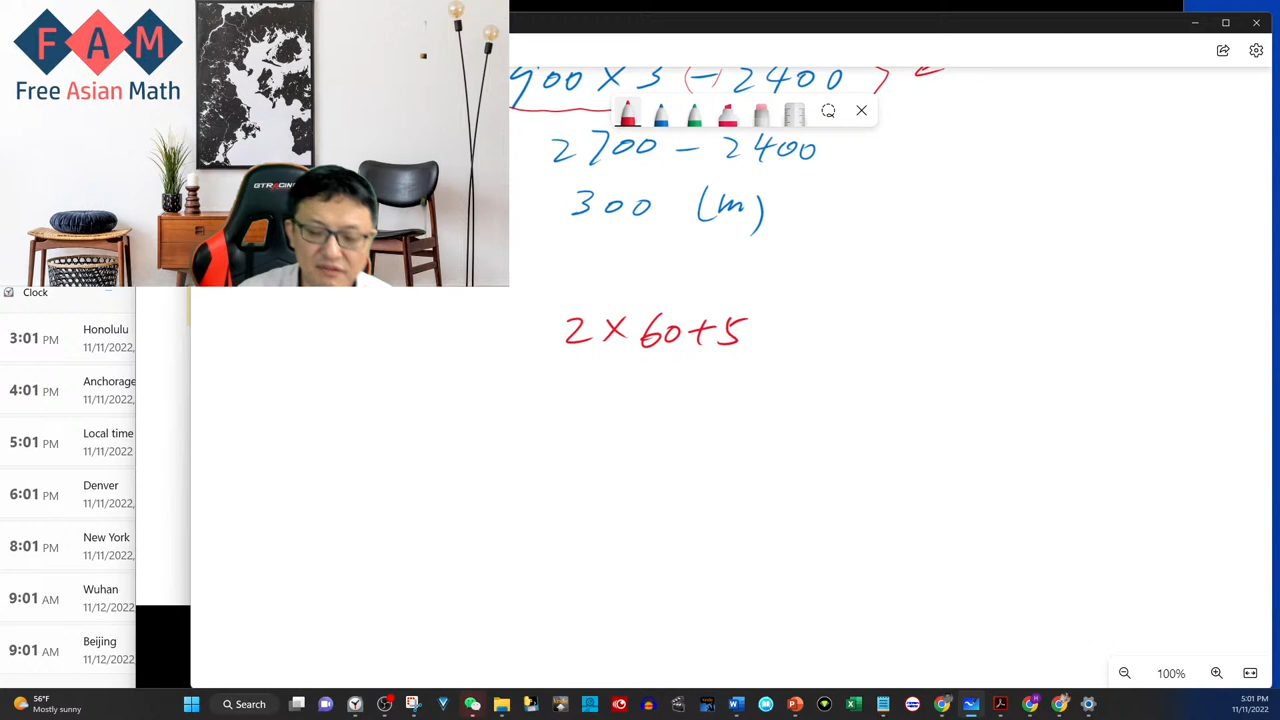 FAM
Free Asian Math
900 X 3 (-) 2400
2700 - 2400
300 (m)
2 X 60 + 5
Clock
3:01 PM Honolulu 11/11/2022,
4:01 PM Anchorage 11/11/2022,
5:01 PM Local time 11/11/2022
6:01 PM Denver 11/11/2022,
8:01 PM New York 11/11/2022,
9:01 AM Wuhan 11/12/2022
9:01 AM Beijing 11/12/2022,
GTRACING
100%
56°F
Mostly sunny
Search
5:01 PM
11/11/2022